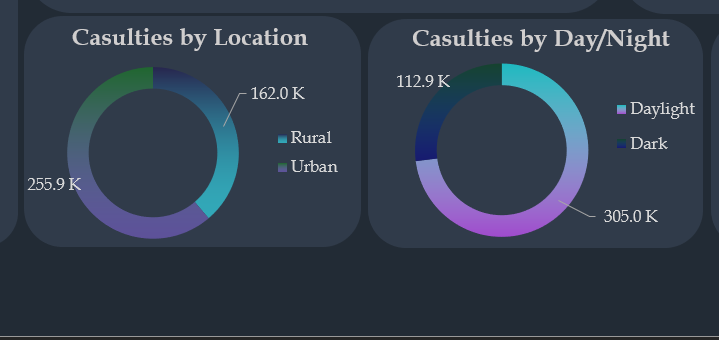 Casulties by Location
162.0 K
Rural
Urban
255.9 K
Casulties by Day/Night
112.9 K
Daylight
Dark
305.0 K